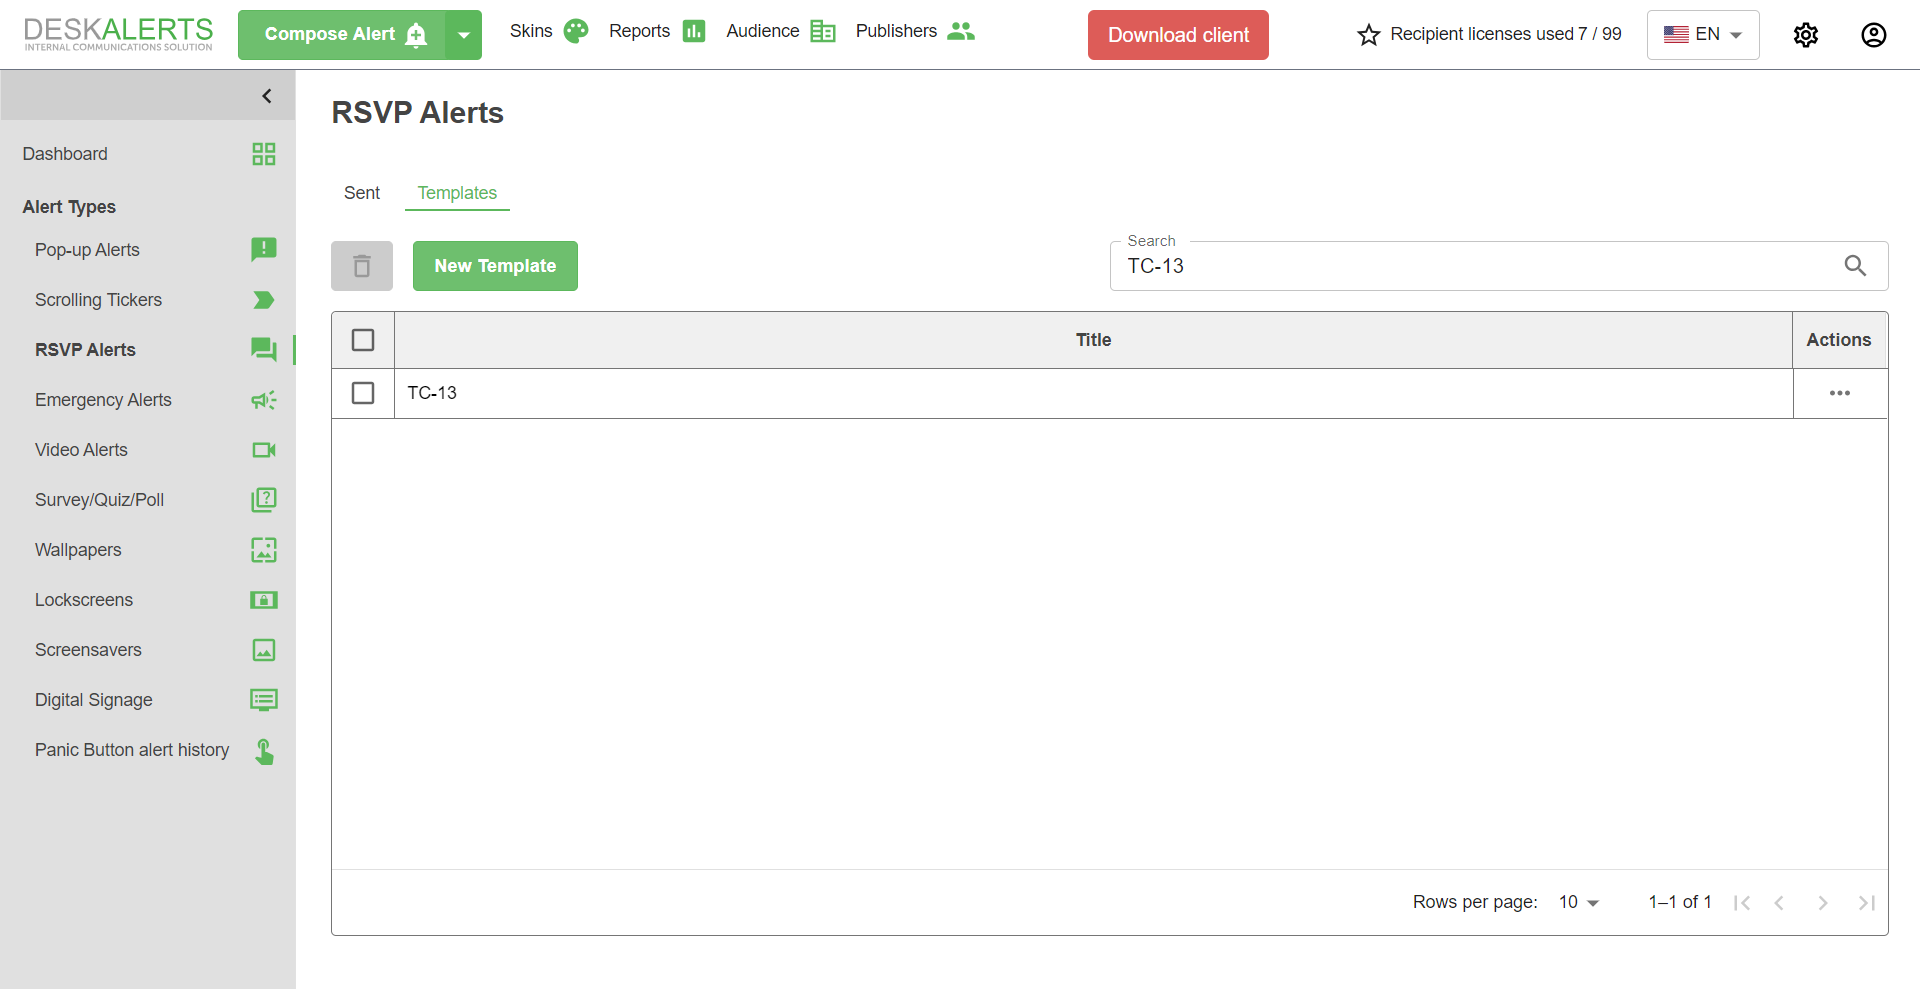 DESKALERTS
INTERNAL COMMUNICATIONS SOLUTION
Compose Alert
Skins
Reports
Audience
Publishers
Download client
Recipient licenses used 7 / 99
EN
Dashboard
Alert Types
Pop-up Alerts
Scrolling Tickers
RSVP Alerts
Emergency Alerts
Video Alerts
Survey/Quiz/Poll
Wallpapers
Lockscreens
Screensavers
Digital Signage
Panic Button alert history
RSVP Alerts
Sent
Templates
New Template
Search
TC-13
Title
Actions
TC-13
Rows per page: 10
1–1 of 1